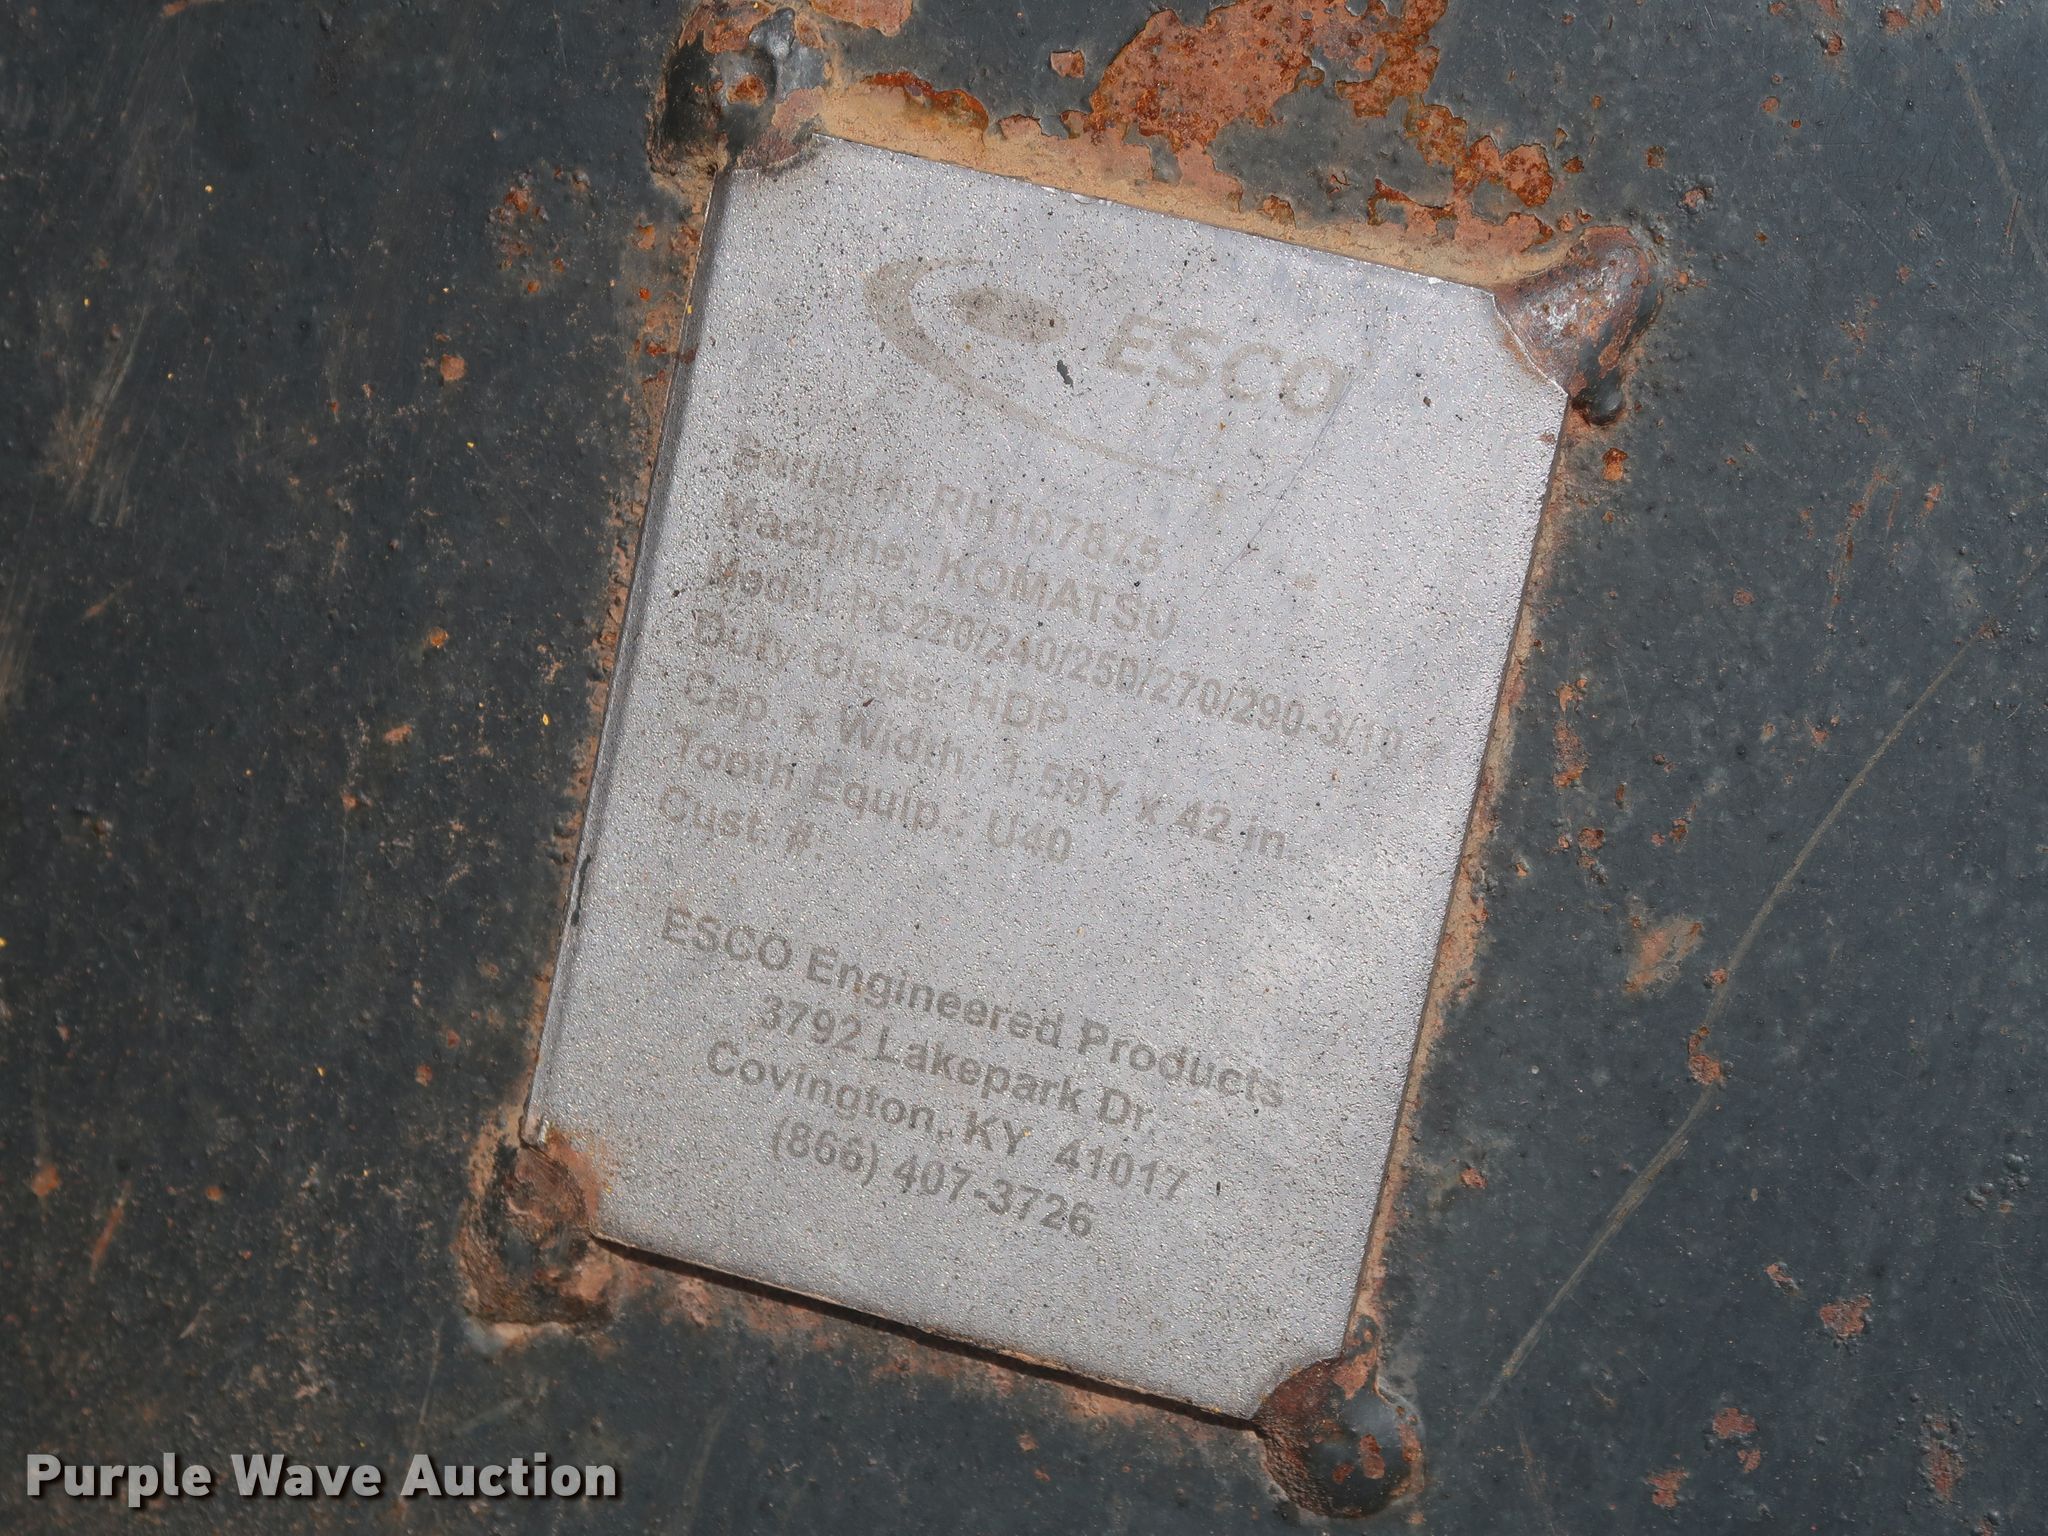 ESCO
Serial #: RH107875
Machine: KOMATSU
Model: PC220/240/250/270/290-3/10
Duty Class: HDP
Cap. x Width: 1.59Y x 42 in.
Tooth Equip.: U40
Cust. #:
ESCO Engineered Products
3792 Lakepark Dr.
Covington, KY 41017
(866) 407-3726
Purple Wave Auction